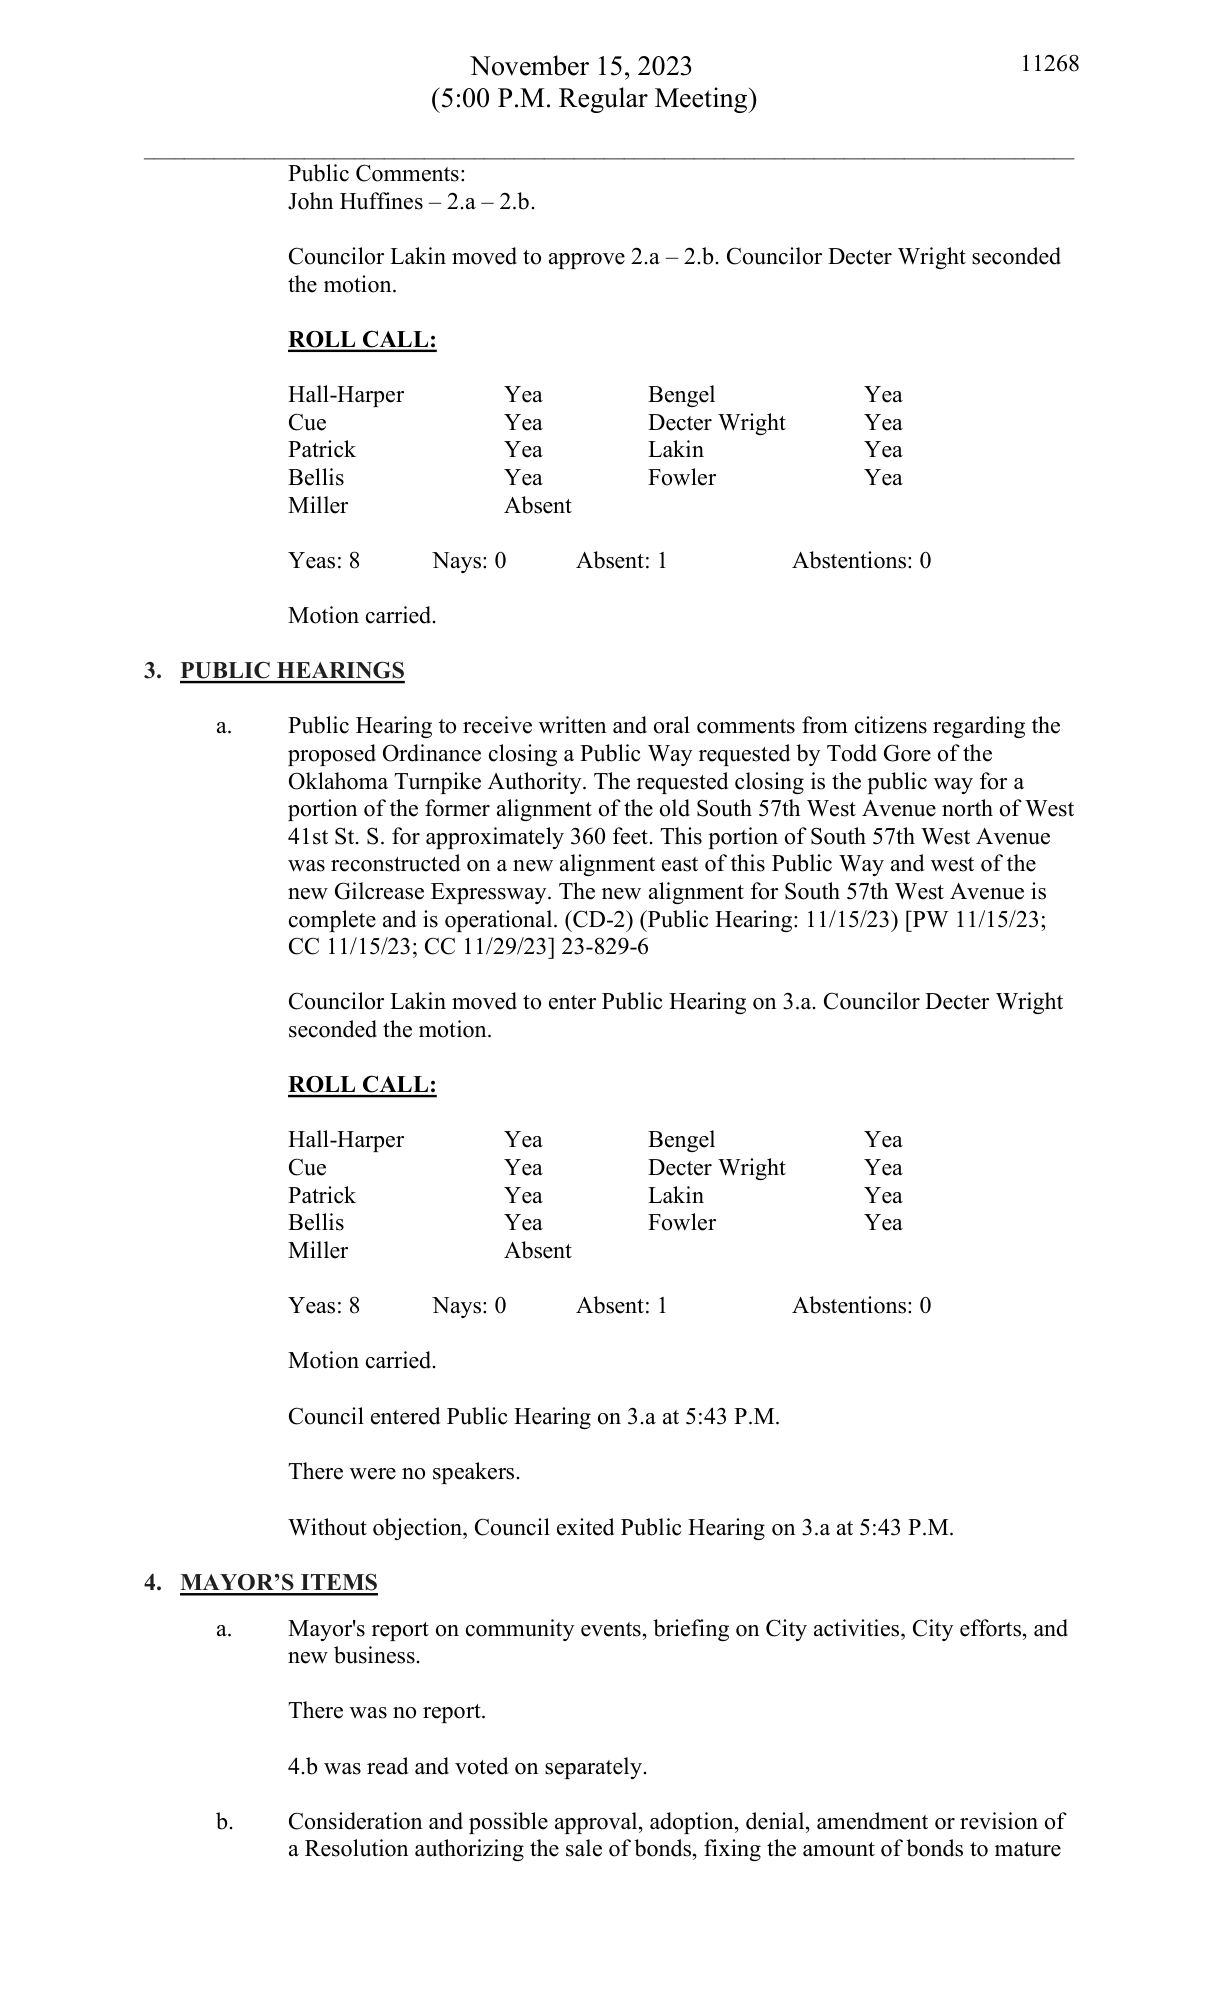 November 15, 2023
11268
(5:00 P.M. Regular Meeting)
Public Comments:
John Huffines – 2.a – 2.b.
Councilor Lakin moved to approve 2.a – 2.b. Councilor Decter Wright seconded
the motion.
ROLL CALL:
Hall-Harper Yea Bengel Yea
Cue Yea Decter Wright Yea
Patrick Yea Lakin Yea
Bellis Yea Fowler Yea
Miller Absent
Yeas: 8 Nays: 0 Absent: 1 Abstentions: 0
Motion carried.
3. PUBLIC HEARINGS
a. Public Hearing to receive written and oral comments from citizens regarding the
proposed Ordinance closing a Public Way requested by Todd Gore of the
Oklahoma Turnpike Authority. The requested closing is the public way for a
portion of the former alignment of the old South 57th West Avenue north of West
41st St. S. for approximately 360 feet. This portion of South 57th West Avenue
was reconstructed on a new alignment east of this Public Way and west of the
new Gilcrease Expressway. The new alignment for South 57th West Avenue is
complete and is operational. (CD-2) (Public Hearing: 11/15/23) [PW 11/15/23;
CC 11/15/23; CC 11/29/23] 23-829-6
Councilor Lakin moved to enter Public Hearing on 3.a. Councilor Decter Wright
seconded the motion.
ROLL CALL:
Hall-Harper Yea Bengel Yea
Cue Yea Decter Wright Yea
Patrick Yea Lakin Yea
Bellis Yea Fowler Yea
Miller Absent
Yeas: 8 Nays: 0 Absent: 1 Abstentions: 0
Motion carried.
Council entered Public Hearing on 3.a at 5:43 P.M.
There were no speakers.
Without objection, Council exited Public Hearing on 3.a at 5:43 P.M.
4. MAYOR’S ITEMS
a. Mayor's report on community events, briefing on City activities, City efforts, and
new business.
There was no report.
4.b was read and voted on separately.
b. Consideration and possible approval, adoption, denial, amendment or revision of
a Resolution authorizing the sale of bonds, fixing the amount of bonds to mature